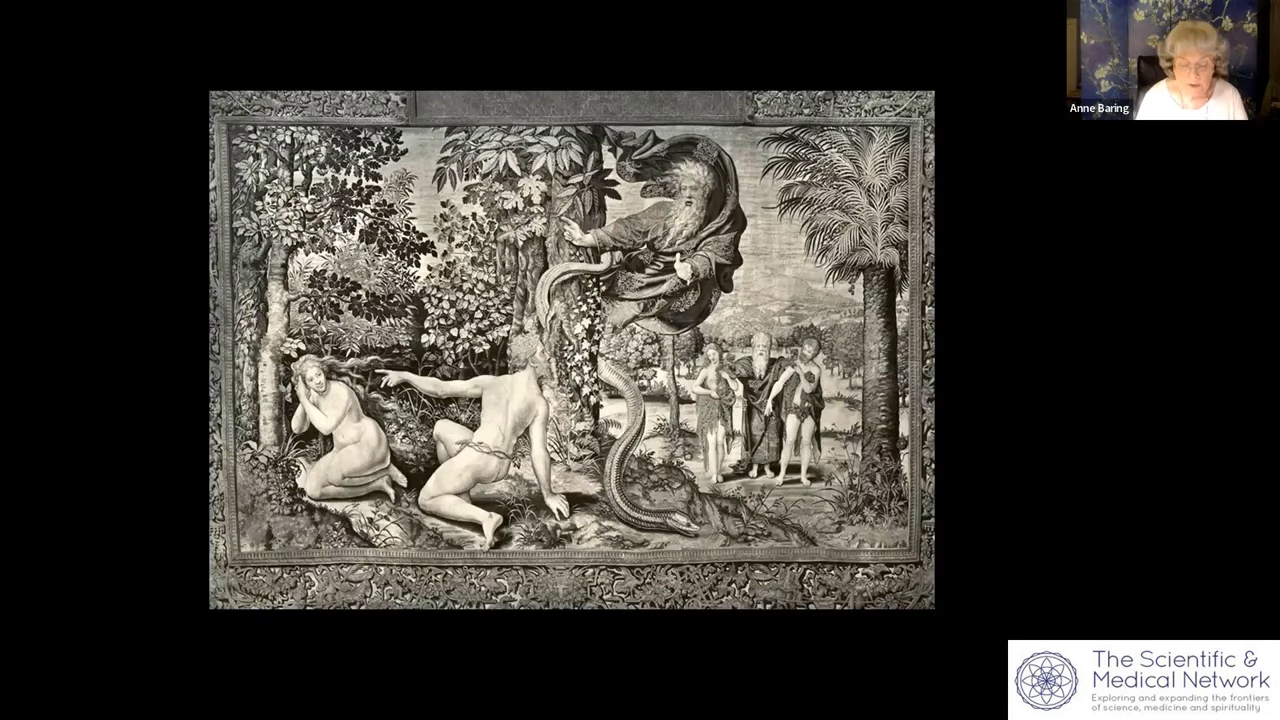 Anne Baring
The Scientific &
Medical Network
Exploring and expanding the frontiers
of science, medicine and spirituality